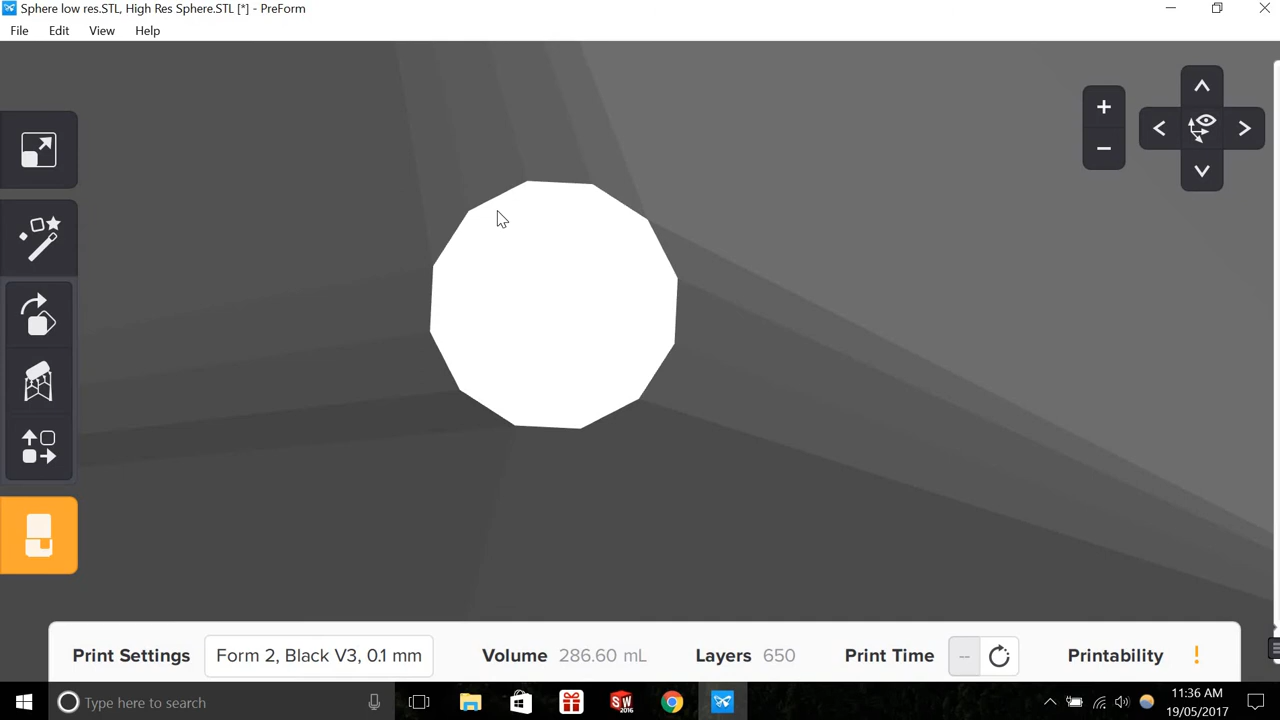 Sphere low res.STL, High Res Sphere.STL [*] - PreForm
File Edit View Help
Print Settings Form 2, Black V3, 0.1 mm Volume 286.60 mL Layers 650 Print Time -- Printability !
Type here to search
SW
2016
11:36 AM
19/05/2017